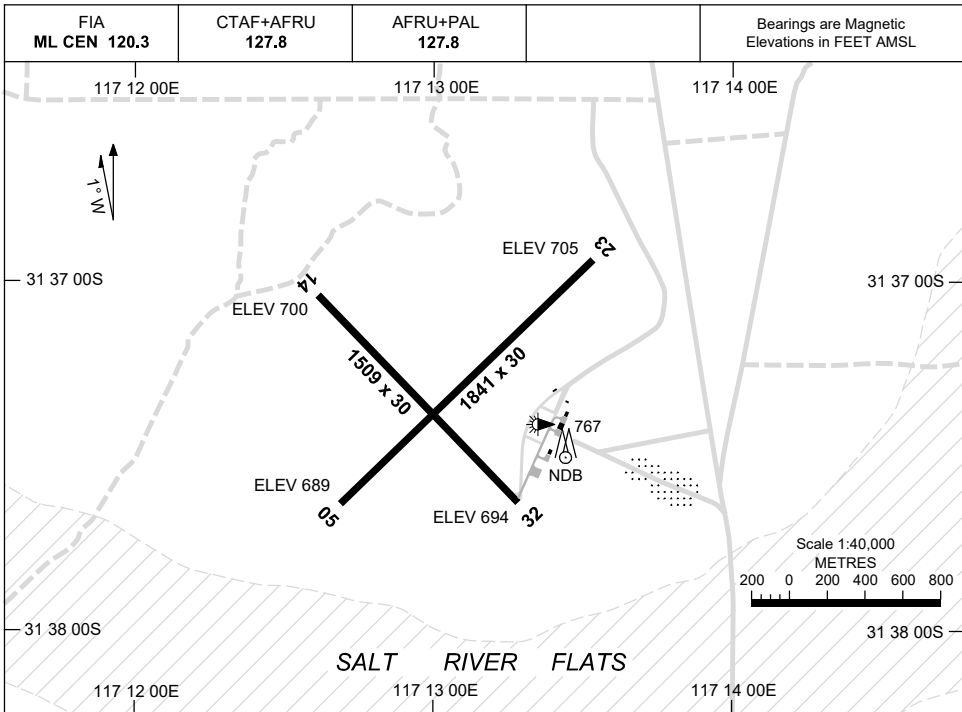 FIA
ML CEN 120.3
CTAF+AFRU
127.8
AFRU+PAL
127.8
Bearings are Magnetic
Elevations in FEET AMSL
117 12 00E
117 13 00E
117 14 00E
1° W
ELEV 705
23
31 37 00S
31 37 00S
14
ELEV 700
1509 x 30
1841 x 30
767
NDB
ELEV 689
05
ELEV 694
32
Scale 1:40,000
METRES
200 0 200 400 600 800
31 38 00S
31 38 00S
SALT RIVER FLATS
117 12 00E
117 13 00E
117 14 00E